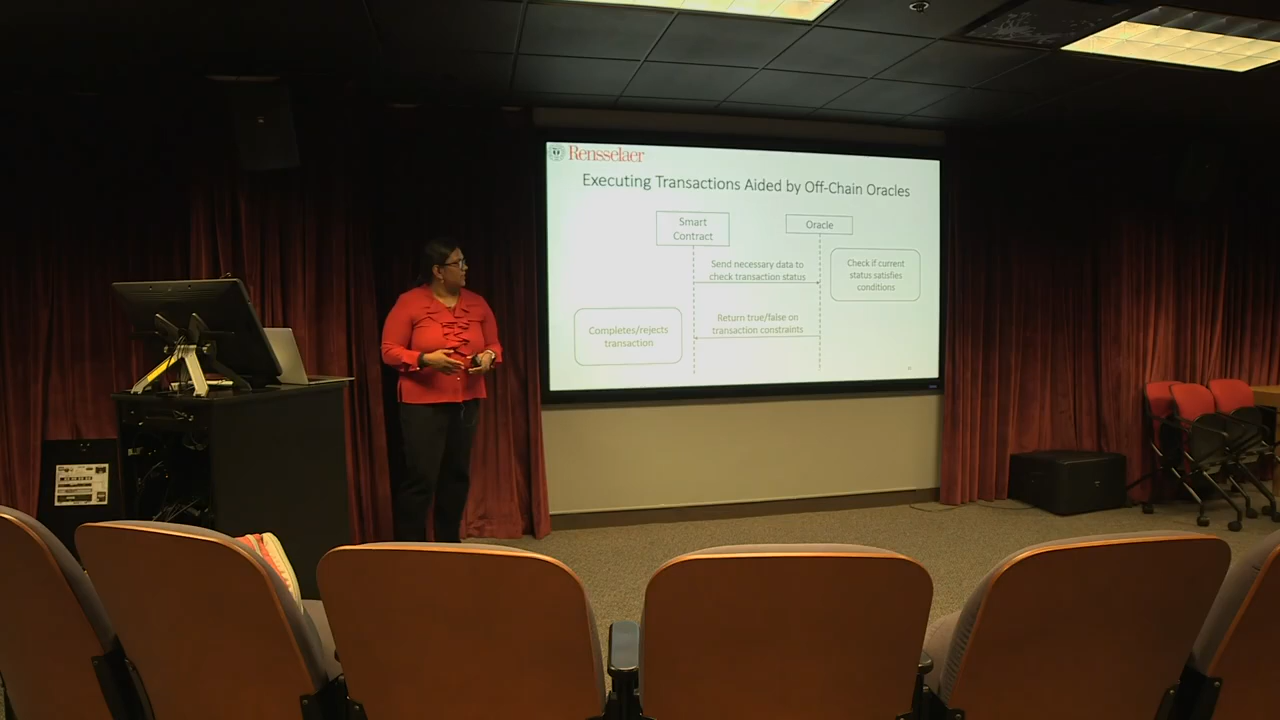 Rensselaer
Executing Transactions Aided by Off-Chain Oracles
Smart
Contract
Oracle
Send necessary data to
check transaction status
Check if current
status satisfies
conditions
Completes/rejects
transaction
Return true/false on
transaction constraints